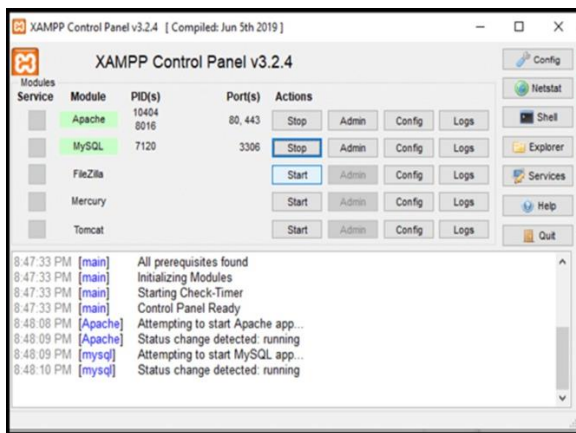 XAMPP Control Panel v3.2.4 [ Compiled: Jun 5th 2019 ]
XAMPP Control Panel v3.2.4
Config
Modules
Service Module PID(s) Port(s) Actions
Netstat
Apache 10404 8016 80, 443 Stop Admin Config Logs
Shell
MySQL 7120 3306 Stop Admin Config Logs
Explorer
FileZilla Start Admin Config Logs
Services
Mercury Start Admin Config Logs
Help
Tomcat Start Admin Config Logs
Quit
8:47:33 PM [main] All prerequisites found
8:47:33 PM [main] Initializing Modules
8:47:33 PM [main] Starting Check-Timer
8:47:33 PM [main] Control Panel Ready
8:48:08 PM [Apache] Attempting to start Apache app...
8:48:09 PM [Apache] Status change detected: running
8:48:09 PM [mysql] Attempting to start MySQL app...
8:48:10 PM [mysql] Status change detected: running